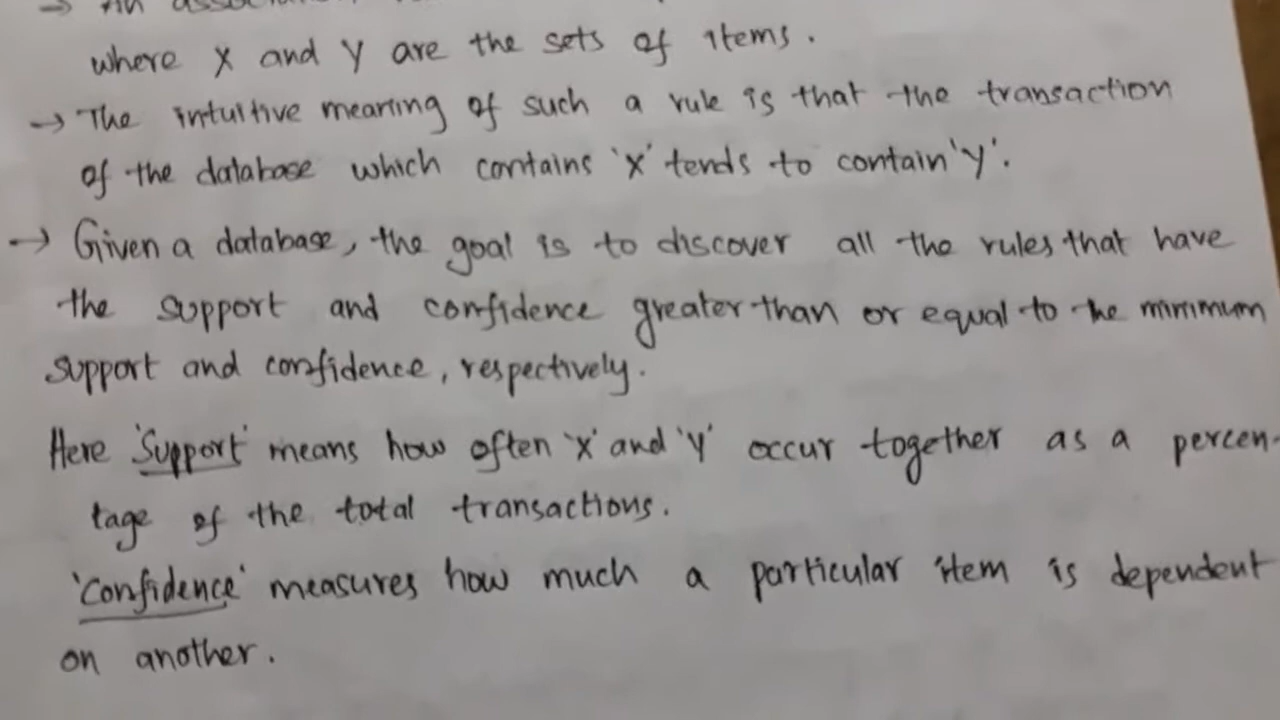 → An
where X and Y are the sets of items.
→ The intuitive meaning of such a rule is that the transaction
of the database which contains 'X' tends to contain 'Y'.
→ Given a database, the goal is to discover all the rules that have
the support and confidence greater than or equal to the minimum
support and confidence, respectively.
Here 'Support' means how often 'X' and 'Y' occur together as a percen-
tage of the total transactions.
'Confidence' measures how much a particular item is dependent
on another.